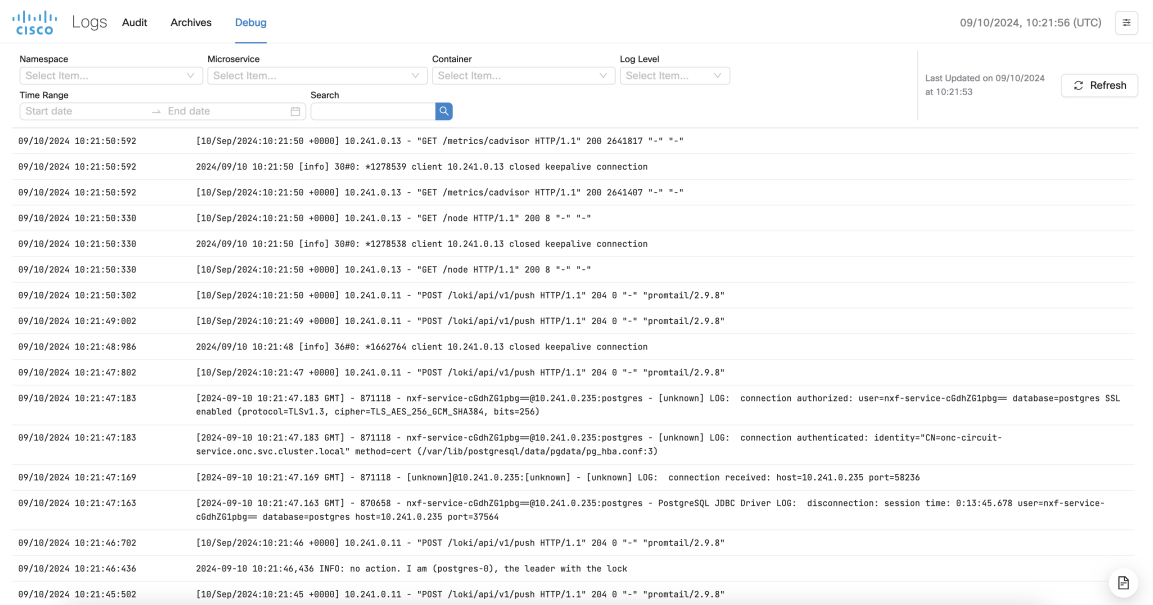 CISCO Logs Audit Archives Debug 09/10/2024, 10:21:56 (UTC)
Namespace Microservice Container Log Level
Select Item... Select Item... Select Item... Select Item...
Last Updated on 09/10/2024
at 10:21:53
Refresh
Time Range Search
Start date → End date
09/10/2024 10:21:50:592 [10/Sep/2024:10:21:50 +0000] 10.241.0.13 - "GET /metrics/cadvisor HTTP/1.1" 200 2641817 "-" "-"
09/10/2024 10:21:50:592 2024/09/10 10:21:50 [info] 30#0: *1278539 client 10.241.0.13 closed keepalive connection
09/10/2024 10:21:50:592 [10/Sep/2024:10:21:50 +0000] 10.241.0.13 - "GET /metrics/cadvisor HTTP/1.1" 200 2641407 "-" "-"
09/10/2024 10:21:50:330 [10/Sep/2024:10:21:50 +0000] 10.241.0.13 - "GET /node HTTP/1.1" 200 8 "-" "-"
09/10/2024 10:21:50:330 2024/09/10 10:21:50 [info] 30#0: *1278538 client 10.241.0.13 closed keepalive connection
09/10/2024 10:21:50:330 [10/Sep/2024:10:21:50 +0000] 10.241.0.13 - "GET /node HTTP/1.1" 200 8 "-" "-"
09/10/2024 10:21:50:302 [10/Sep/2024:10:21:50 +0000] 10.241.0.11 - "POST /loki/api/v1/push HTTP/1.1" 204 0 "-" "promtail/2.9.8"
09/10/2024 10:21:49:002 [10/Sep/2024:10:21:49 +0000] 10.241.0.11 - "POST /loki/api/v1/push HTTP/1.1" 204 0 "-" "promtail/2.9.8"
09/10/2024 10:21:48:986 2024/09/10 10:21:48 [info] 36#0: *1662764 client 10.241.0.13 closed keepalive connection
09/10/2024 10:21:47:802 [10/Sep/2024:10:21:47 +0000] 10.241.0.11 - "POST /loki/api/v1/push HTTP/1.1" 204 0 "-" "promtail/2.9.8"
09/10/2024 10:21:47:183 [2024-09-10 10:21:47.183 GMT] - 871118 - nxf-service-cGdhZG1pbg==@10.241.0.235:postgres - [unknown] LOG: connection authorized: user=nxf-service-cGdhZG1pbg== database=postgres SSL
enabled (protocol=TLSv1.3, cipher=TLS_AES_256_GCM_SHA384, bits=256)
09/10/2024 10:21:47:183 [2024-09-10 10:21:47.183 GMT] - 871118 - nxf-service-cGdhZG1pbg==@10.241.0.235:postgres - [unknown] LOG: connection authenticated: identity="CN=onc-circuit-
service.onc.svc.cluster.local" method=cert (/var/lib/postgresql/data/pgdata/pg_hba.conf:3)
09/10/2024 10:21:47:169 [2024-09-10 10:21:47.169 GMT] - 871118 - [unknown]@10.241.0.235:[unknown] - [unknown] LOG: connection received: host=10.241.0.235 port=58236
09/10/2024 10:21:47:163 [2024-09-10 10:21:47.163 GMT] - 870658 - nxf-service-cGdhZG1pbg==@10.241.0.235:postgres - PostgreSQL JDBC Driver LOG: disconnection: session time: 0:13:45.678 user=nxf-service-
cGdhZG1pbg== database=postgres host=10.241.0.235 port=37564
09/10/2024 10:21:46:702 [10/Sep/2024:10:21:46 +0000] 10.241.0.11 - "POST /loki/api/v1/push HTTP/1.1" 204 0 "-" "promtail/2.9.8"
09/10/2024 10:21:46:436 2024-09-10 10:21:46,436 INFO: no action. I am (postgres-0), the leader with the lock
09/10/2024 10:21:45:502 [10/Sep/2024:10:21:45 +0000] 10.241.0.11 - "POST /loki/api/v1/push HTTP/1.1" 204 0 "-" "promtail/2.9.8"